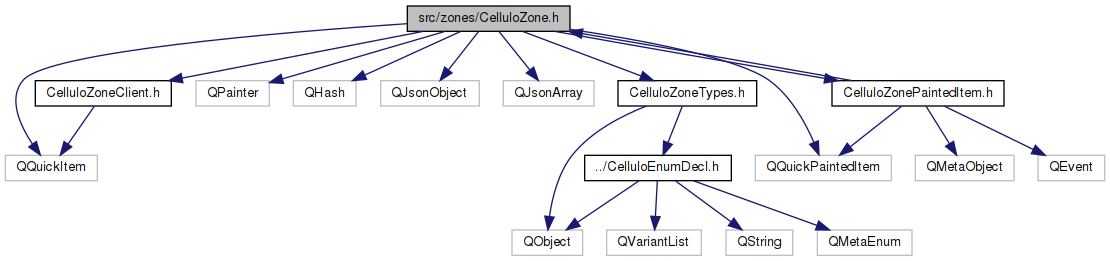 src/zones/CelluloZone.h
CelluloZoneClient.h
QPainter
QHash
QJsonObject
QJsonArray
CelluloZoneTypes.h
CelluloZonePaintedItem.h
QQuickItem
../CelluloEnumDecl.h
QQuickPaintedItem
QMetaObject
QEvent
QObject
QVariantList
QString
QMetaEnum